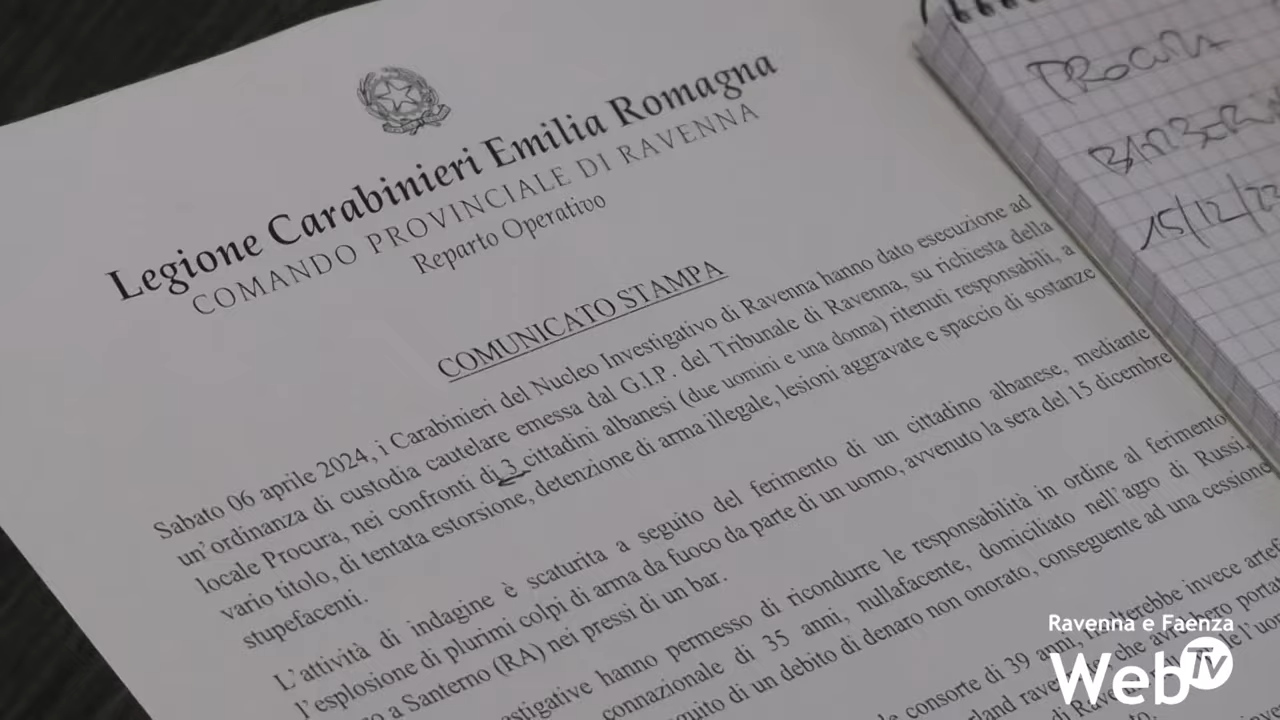 Legione Carabinieri Emilia Romagna
COMANDO PROVINCIALE DI RAVENNA
Reparto Operativo
COMUNICATO STAMPA
Sabato 06 aprile 2024, i Carabinieri del Nucleo Investigativo di Ravenna hanno dato esecuzione ad
un'ordinanza di custodia cautelare emessa dal G.I.P. del Tribunale di Ravenna, su richiesta della
locale Procura, nei confronti di 3 cittadini albanesi (due uomini e una donna) ritenuti responsabili, a
vario titolo, di tentata estorsione, detenzione di arma illegale, lesioni aggravate e spaccio di sostanze
stupefacenti.
L'attività di indagine è scaturita a seguito del ferimento di un cittadino albanese, mediante
l'esplosione di plurimi colpi di arma da fuoco da parte di un uomo, avvenuto la sera del 15 dicembre
a Santerno (RA) nei pressi di un bar.
hanno permesso di ricondurre le responsabilità in ordine al ferimento
connazionale di 35 anni, nullafacente, domiciliato nell'agro di Russi,
di un debito di denaro non onorato, conseguente ad una cessione
consorte di 39 anni, risulterebbe invece
che avrebbero
PROCURA
15/12/
Ravenna e Faenza
WebTv